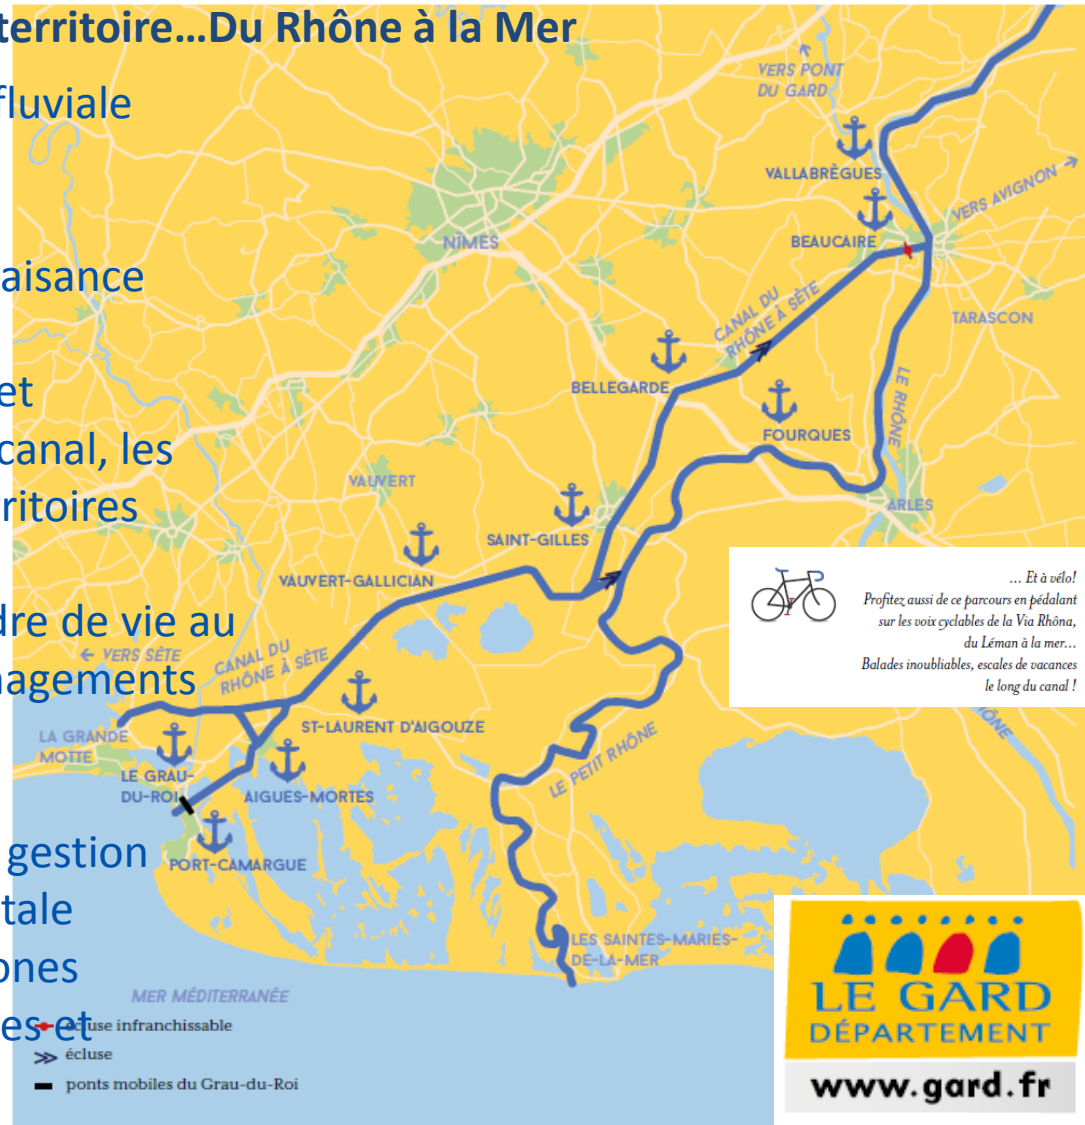 territoire...Du Rhône à la Mer
fluviale
aisance
et
canal, les
ritoires
dre de vie au
nagements
gestion
tale
ones
es et
VERS PONT
DU GARD
VALLABRÈGUES
VERS AVIGNON
BEAUCAIRE
NÎMES
TARASCON
CANAL DU
RHÔNE À SÈTE
BELLEGARDE
LE RHÔNE
FOURQUES
VAUVERT
ARLES
SAINT-GILLES
VAUVERT-GALLICIAN
... Et à vélo!
Profitez aussi de ce parcours en pédalant
sur les voix cyclables de la Via Rhôna,
du Léman à la mer...
Balades inoubliables, escales de vacances
le long du canal !
← VERS SÈTE
CANAL DU
RHÔNE À SÈTE
ST-LAURENT D'AIGOUZE
LA GRANDE
MOTTE
LE GRAU-
DU-ROI
AIGUES-MORTES
LE PETIT RHÔNE
PORT-CAMARGUE
LES SAINTES-MARIES-
DE-LA-MER
MER MÉDITERRANÉE
écluse infranchissable
écluse
ponts mobiles du Grau-du-Roi
LE GARD
DÉPARTEMENT
www.gard.fr